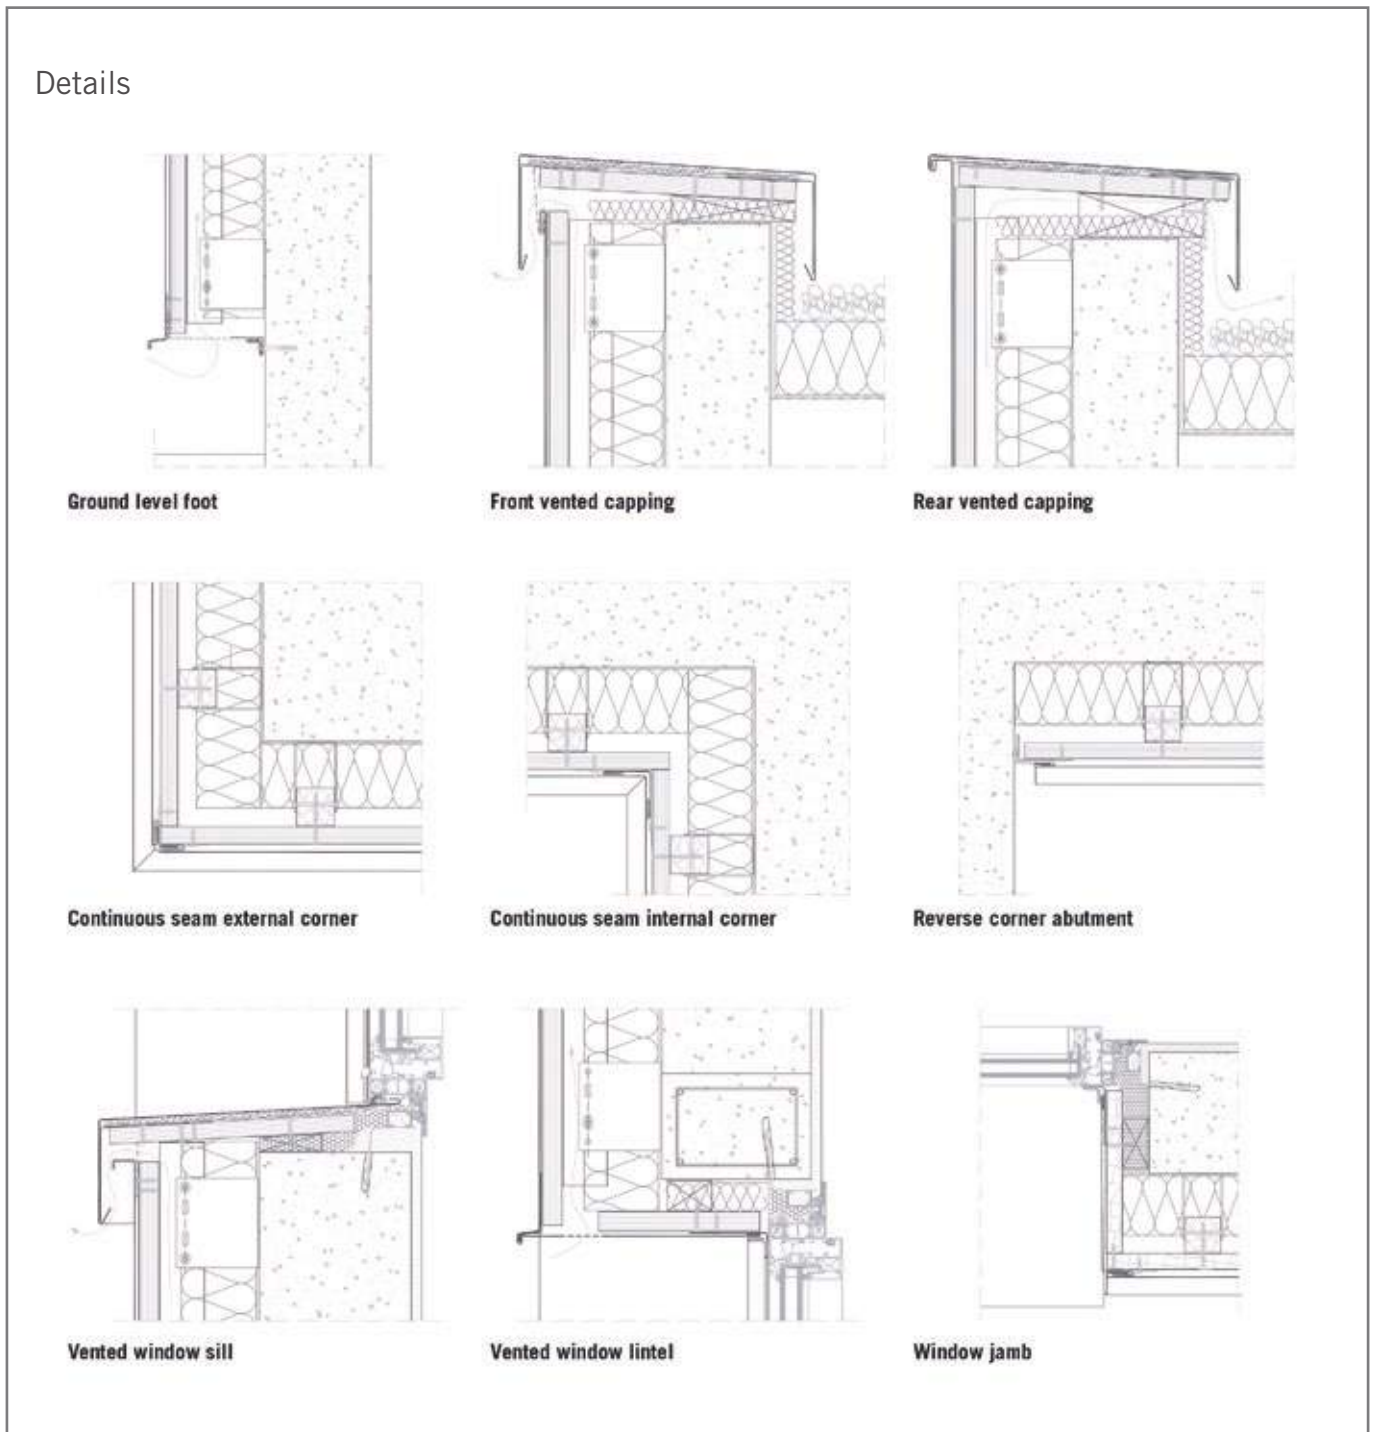 Details
Ground level foot
Front vented capping
Rear vented capping
Continuous seam external corner
Continuous seam internal corner
Reverse corner abutment
Vented window sill
Vented window lintel
Window jamb